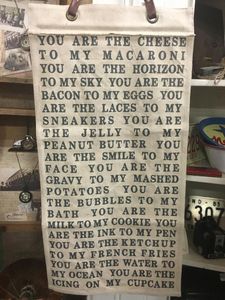 YOU ARE THE CHEESE
TO MY MACARONI
YOU ARE THE HORIZON
TO MY SKY YOU ARE THE
BACON TO MY EGGS YOU
ARE THE LACES TO MY
SNEAKERS YOU ARE
THE JELLY TO MY
PEANUT BUTTER YOU
ARE THE SMILE TO MY
FACE YOU ARE THE
GRAVY TO MY MASHED
POTATOES YOU ARE
THE BUBBLES TO MY
BATH YOU ARE THE
MILK TO MY COOKIE YOU
ARE THE INK TO MY PEN
YOU ARE THE KETCHUP
TO MY FRENCH FRIES
YOU ARE THE WATER TO
MY OCEAN YOU ARE THE
ICING ON MY CUPCAKE